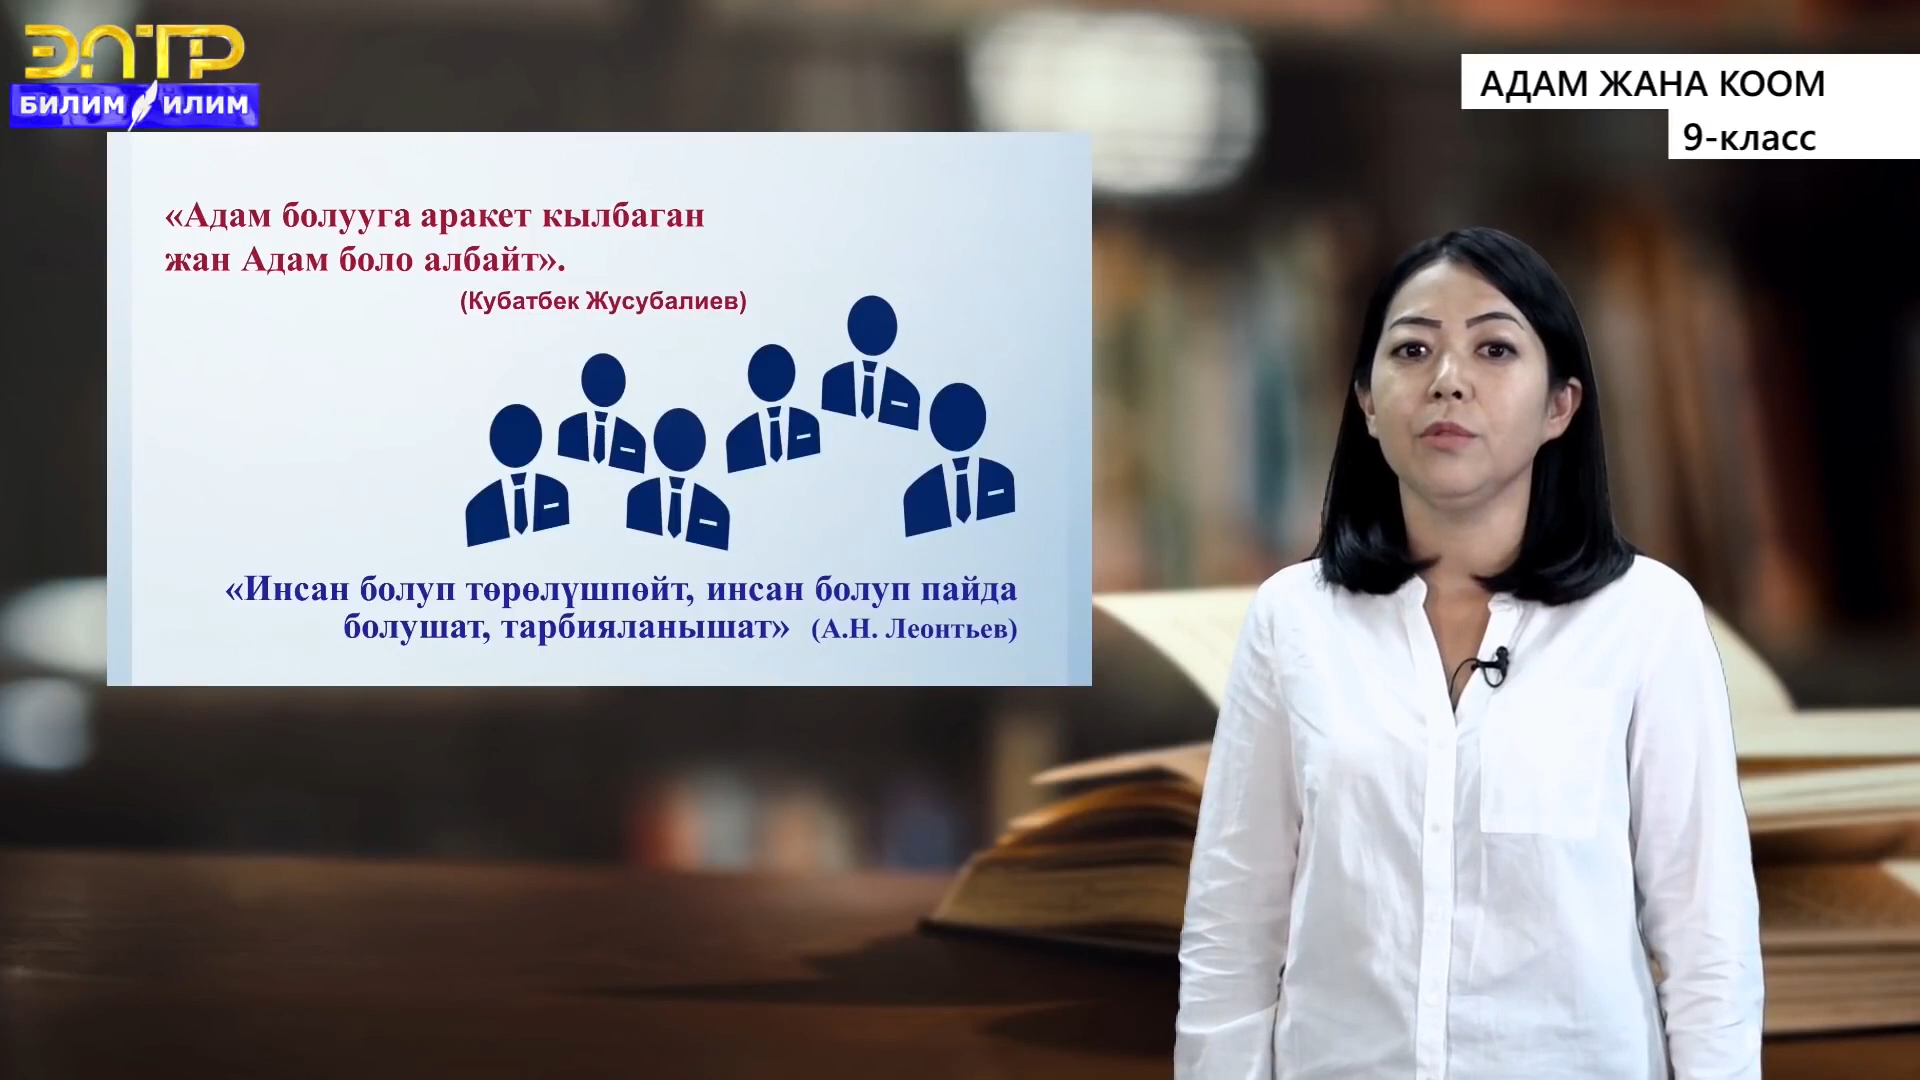 ЭЛТР
БИЛИМ ИЛИМ
АДАМ ЖАНА КООМ
9-класс
«Адам болууга аракет кылбаган
жан Адам боло албайт».
(Кубатбек Жусубалиев)
«Инсан болуп төрөлүшпөйт, инсан болуп пайда
болушат, тарбияланышат» (А.Н. Леонтьев)